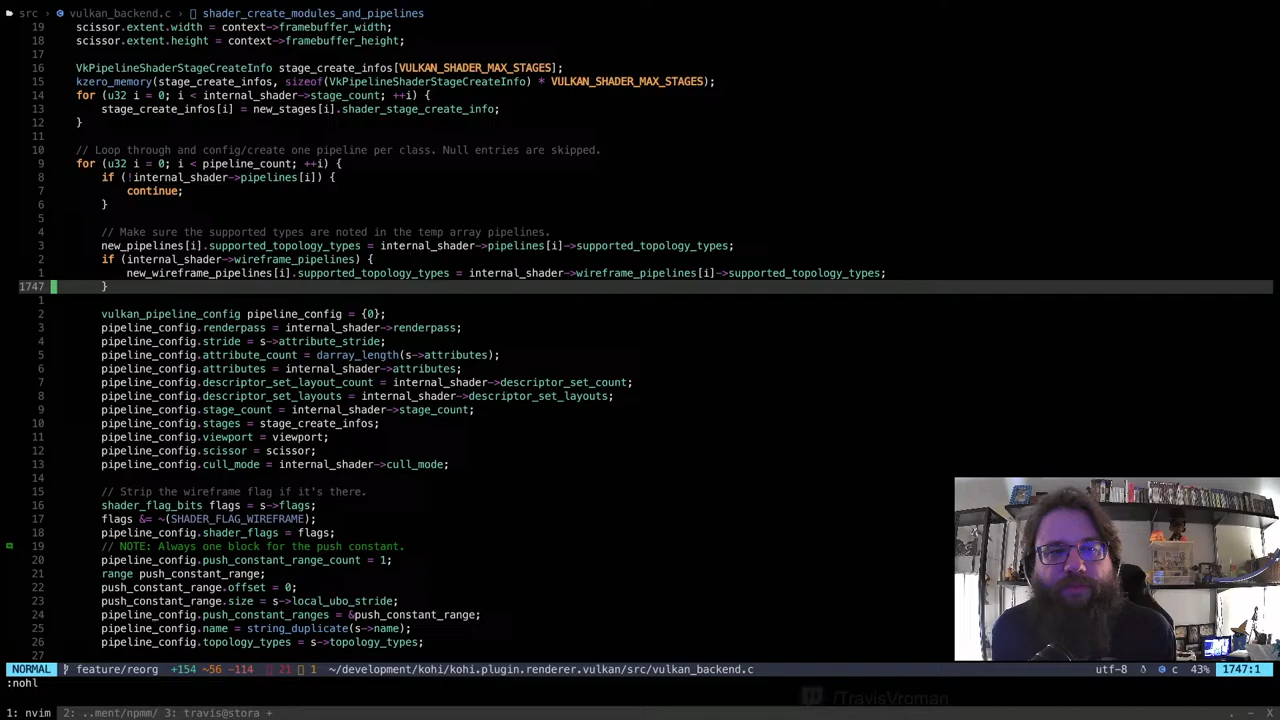 src › vulkan_backend.c › shader_create_modules_and_pipelines
19 scissor.extent.width = context->framebuffer_width;
18 scissor.extent.height = context->framebuffer_height;
17
16 VkPipelineShaderStageCreateInfo stage_create_infos[VULKAN_SHADER_MAX_STAGES];
15 kzero_memory(stage_create_infos, sizeof(VkPipelineShaderStageCreateInfo) * VULKAN_SHADER_MAX_STAGES);
14 for (u32 i = 0; i < internal_shader->stage_count; ++i) {
13 stage_create_infos[i] = new_stages[i].shader_stage_create_info;
12 }
11
10 // Loop through and config/create one pipeline per class. Null entries are skipped.
9 for (u32 i = 0; i < pipeline_count; ++i) {
8 if (!internal_shader->pipelines[i]) {
7 continue;
6 }
5
4 // Make sure the supported types are noted in the temp array pipelines.
3 new_pipelines[i].supported_topology_types = internal_shader->pipelines[i]->supported_topology_types;
2 if (internal_shader->wireframe_pipelines) {
1 new_wireframe_pipelines[i].supported_topology_types = internal_shader->wireframe_pipelines[i]->supported_topology_types;
1747 }
1
2 vulkan_pipeline_config pipeline_config = {0};
3 pipeline_config.renderpass = internal_shader->renderpass;
4 pipeline_config.stride = s->attribute_stride;
5 pipeline_config.attribute_count = darray_length(s->attributes);
6 pipeline_config.attributes = internal_shader->attributes;
7 pipeline_config.descriptor_set_layout_count = internal_shader->descriptor_set_count;
8 pipeline_config.descriptor_set_layouts = internal_shader->descriptor_set_layouts;
9 pipeline_config.stage_count = internal_shader->stage_count;
10 pipeline_config.stages = stage_create_infos;
11 pipeline_config.viewport = viewport;
12 pipeline_config.scissor = scissor;
13 pipeline_config.cull_mode = internal_shader->cull_mode;
14
15 // Strip the wireframe flag if it's there.
16 shader_flag_bits flags = s->flags;
17 flags &= ~(SHADER_FLAG_WIREFRAME);
18 pipeline_config.shader_flags = flags;
19 // NOTE: Always one block for the push constant.
20 pipeline_config.push_constant_range_count = 1;
21 range push_constant_range;
22 push_constant_range.offset = 0;
23 push_constant_range.size = s->local_ubo_stride;
24 pipeline_config.push_constant_ranges = &push_constant_range;
25 pipeline_config.name = string_duplicate(s->name);
26 pipeline_config.topology_types = s->topology_types;
27
NORMAL feature/reorg +154 ~56 -114 21 1 ~/development/kohi/kohi.plugin.renderer.vulkan/src/vulkan_backend.c utf-8 c 43% 1747:1
:nohl
/TravisVroman
1: nvim 2: ..ment/npmm/ 3: travis@stora + . - X